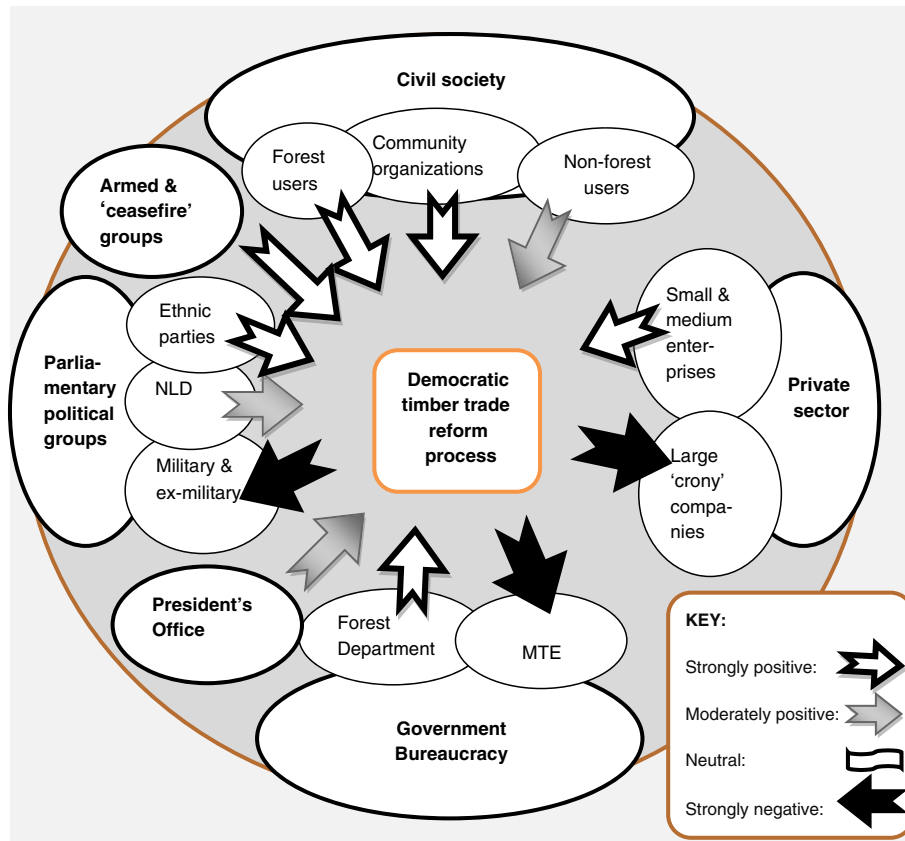 Civil society
Forest
users
Community
organizations
Non-forest
users
Armed &
‘ceasefire’
groups
Ethnic
parties
NLD
Military &
ex-military
Parlia-
mentary
political
groups
Small &
medium
enter-
prises
Private
sector
Large
‘crony’
compa-
nies
Democratic
timber trade
reform
process
President’s
Office
Forest
Department
MTE
Government
Bureaucracy
KEY:
Strongly positive:
Moderately positive:
Neutral:
Strongly negative: